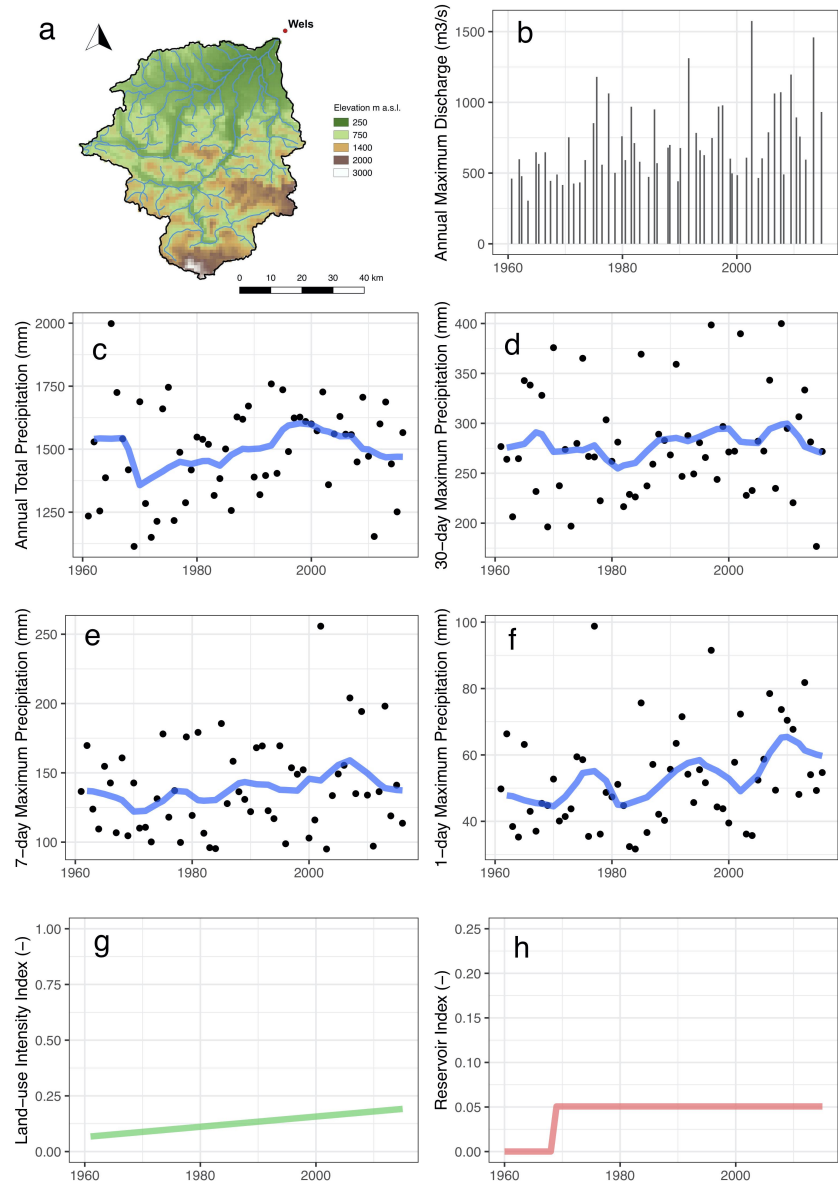 a
Wels
Elevation m a.s.l.
250
750
1400
2000
3000
0 10 20 30 40 km
b
Annual Maximum Discharge (m3/s)
1500
1000
500
0
1960 1980 2000
c
Annual Total Precipitation (mm)
2000
1750
1500
1250
1960 1980 2000
d
30−day Maximum Precipitation (mm)
400
350
300
250
200
1960 1980 2000
e
7−day Maximum Precipitation (mm)
250
200
150
100
1960 1980 2000
f
1−day Maximum Precipitation (mm)
100
80
60
40
1960 1980 2000
g
Land−use Intensity Index (−)
1.00
0.75
0.50
0.25
0.00
1960 1980 2000
h
Reservoir Index (−)
0.25
0.20
0.15
0.10
0.05
0.00
1960 1980 2000